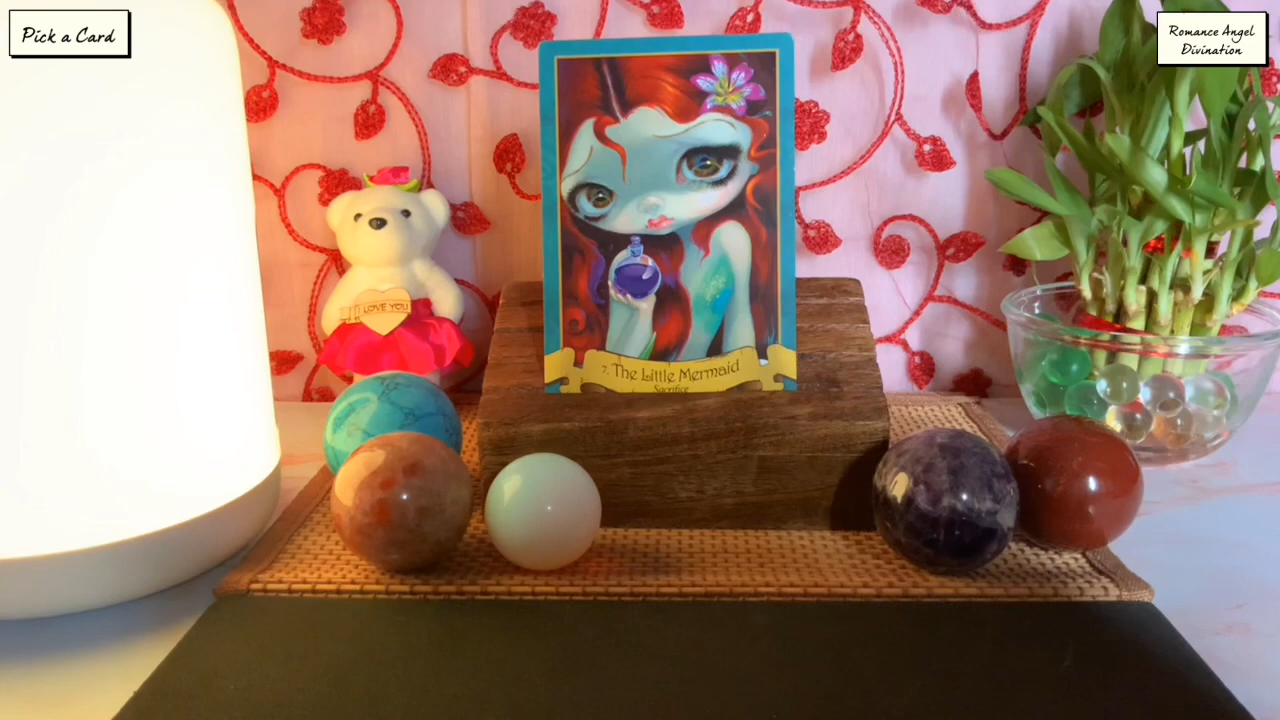 Pick a Card
Romance Angel
Divination
I LOVE YOU
7. The Little Mermaid
Sacrifice